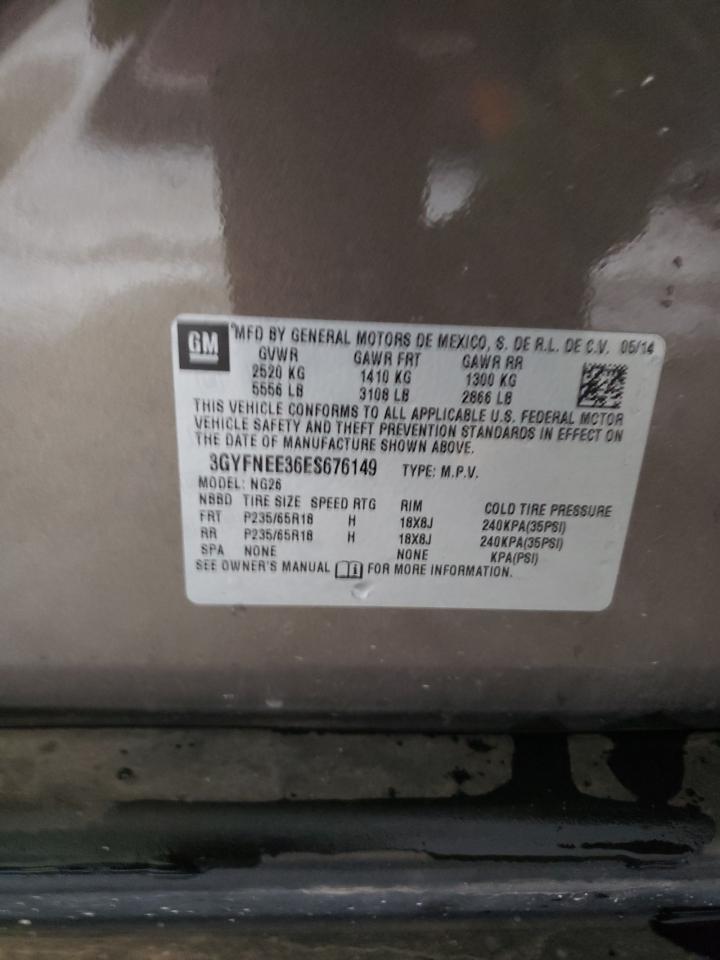 GM
MFD BY GENERAL MOTORS DE MEXICO, S. DE R.L. DE C.V. 05/14
GVWR GAWR FRT GAWR RR
2520 KG 1410 KG 1300 KG
5556 LB 3108 LB 2866 LB
THIS VEHICLE CONFORMS TO ALL APPLICABLE U.S. FEDERAL MOTOR
VEHICLE SAFETY AND THEFT PREVENTION STANDARDS IN EFFECT ON
THE DATE OF MANUFACTURE SHOWN ABOVE.
3GYFNEE36ES676149 TYPE: M.P.V.
MODEL: NG26
NBBD TIRE SIZE SPEED RTG RIM COLD TIRE PRESSURE
FRT P235/65R18 H 18X8J 240KPA(35PSI)
RR P235/65R18 H 18X8J 240KPA(35PSI)
SPA NONE NONE KPA(PSI)
SEE OWNER'S MANUAL FOR MORE INFORMATION.